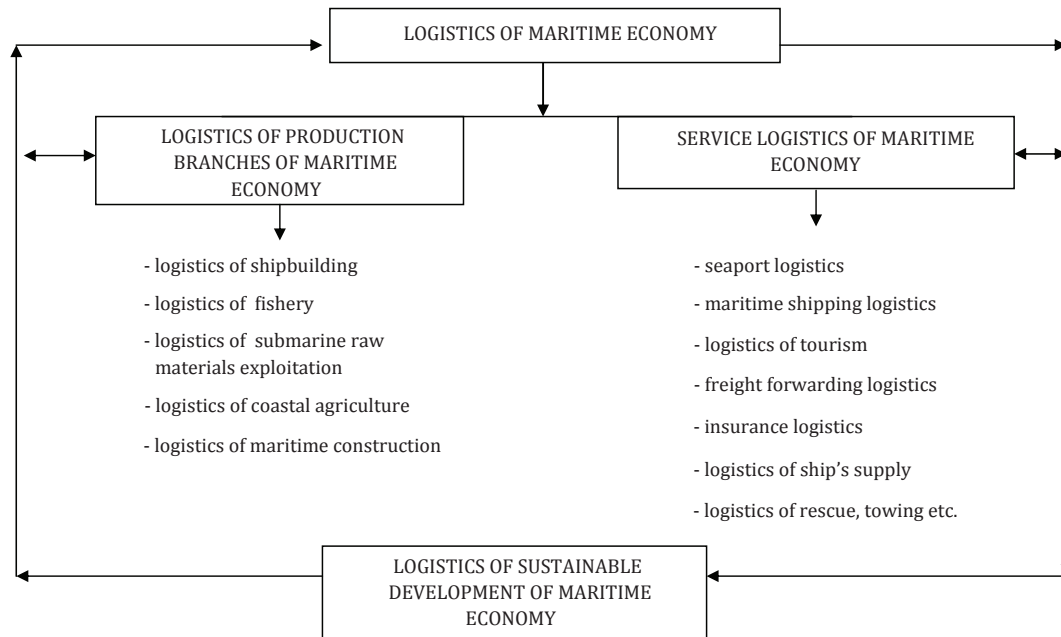 LOGISTICS OF MARITIME ECONOMY
LOGISTICS OF PRODUCTION
BRANCHES OF MARITIME
ECONOMY
SERVICE LOGISTICS OF MARITIME
ECONOMY
- logistics of shipbuilding
- logistics of  fishery
- logistics of  submarine raw
materials exploitation
- logistics of coastal agriculture
- logistics of maritime construction
- seaport logistics
- maritime shipping logistics
- logistics of tourism
- freight forwarding logistics
- insurance logistics
- logistics of ship’s supply
- logistics of rescue, towing etc.
LOGISTICS OF SUSTAINABLE
DEVELOPMENT OF MARITIME
ECONOMY